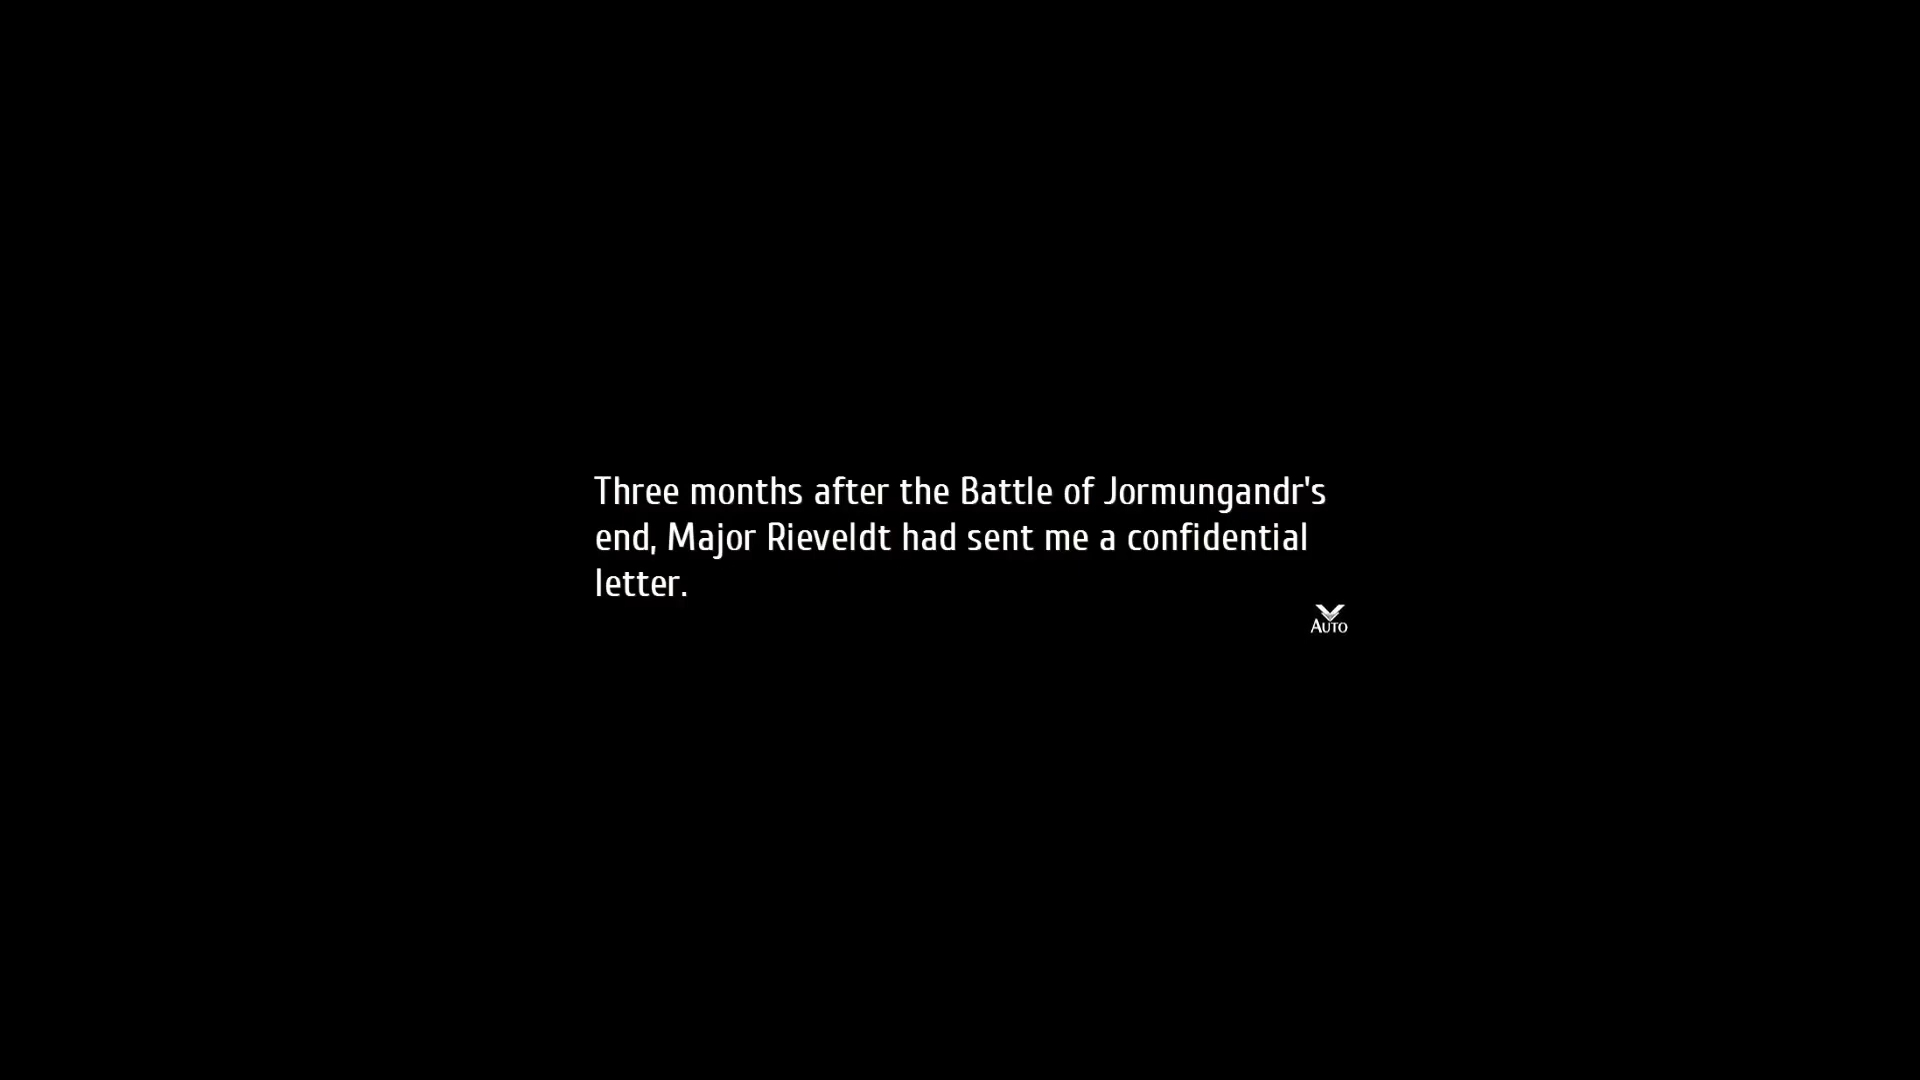 Three months after the Battle of Jormungandr's
end, Major Rieveldt had sent me a confidential
letter.
AUTO